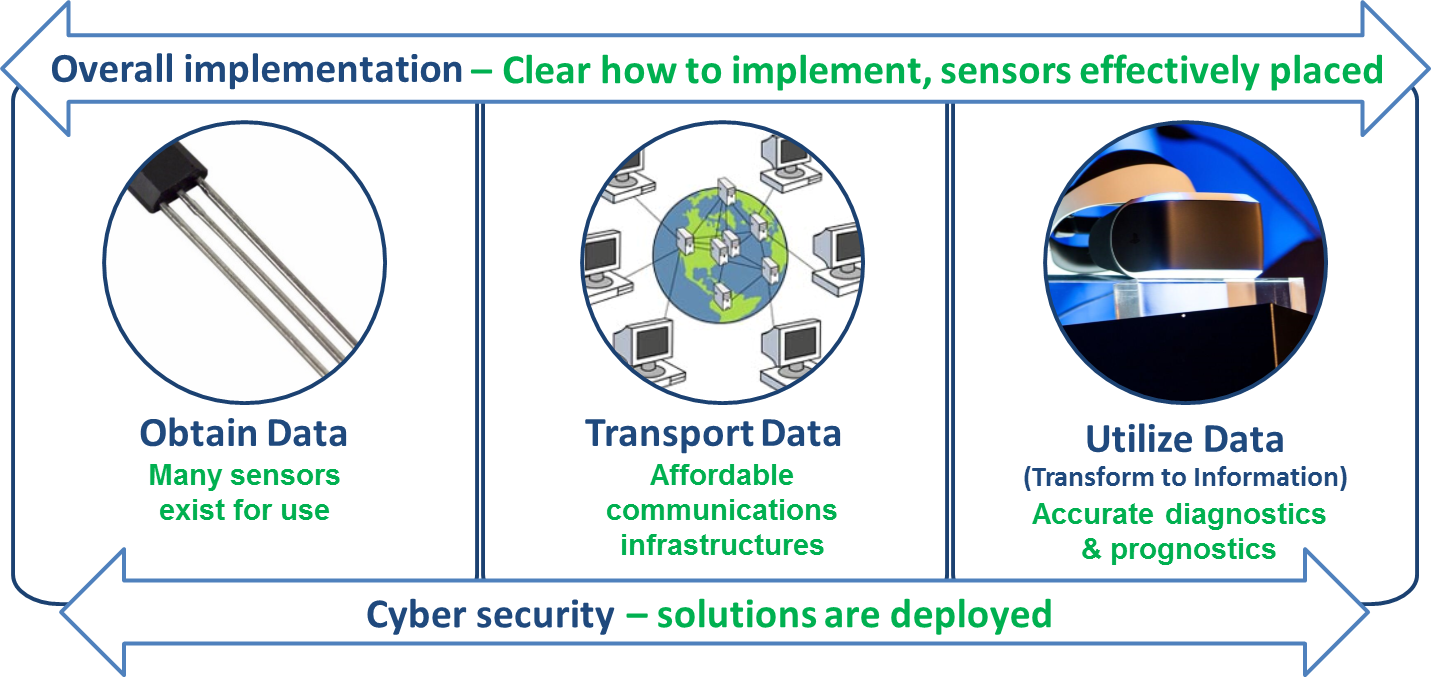 Overall implementation – Clear how to implement, sensors effectively placed
Obtain Data
Many sensors
exist for use
Transport Data
Affordable
communications
infrastructures
Utilize Data
(Transform to Information)
Accurate diagnostics
& prognostics
Cyber security – solutions are deployed